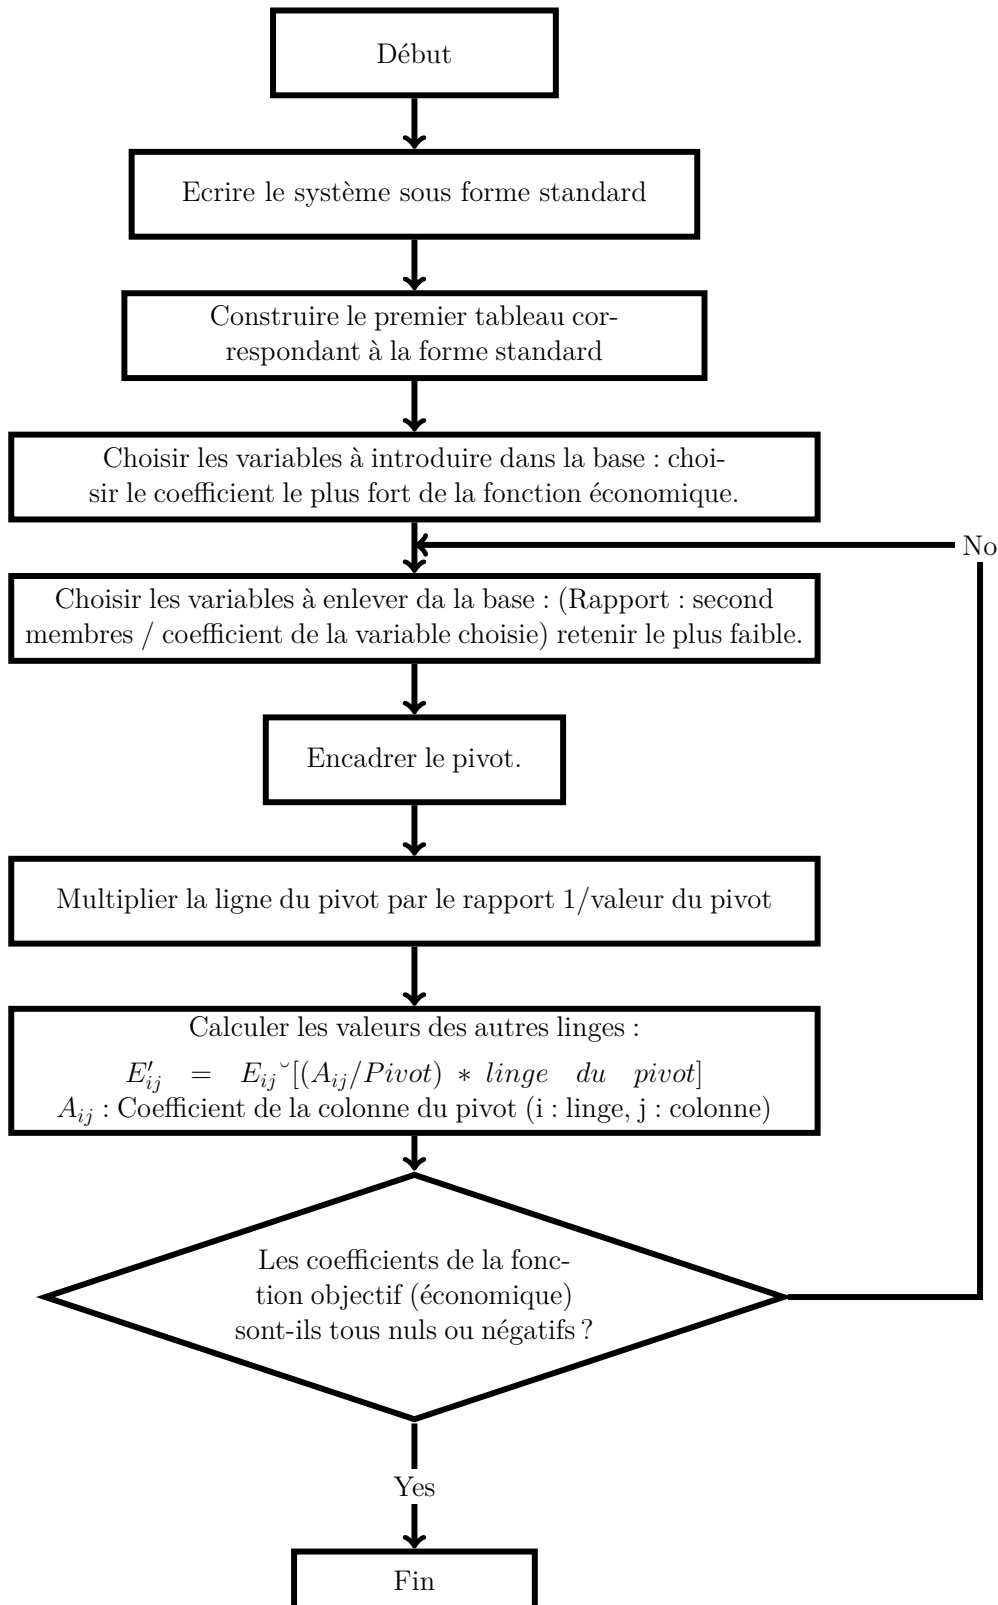 Début
Ecrire le système sous forme standard
Construire le premier tableau cor-
respondant à la forme standard
Choisir les variables à introduire dans la base : choi-
sir le coefficient le plus fort de la fonction économique.
No
Choisir les variables à enlever da la base : (Rapport : second
membres / coefficient de la variable choisie) retenir le plus faible.
Encadrer le pivot.
Multiplier la ligne du pivot par le rapport 1/valeur du pivot
Calculer les valeurs des autres linges :
E′ij = Eij˘[(Aij/Pivot) ∗ linge du pivot]
Aij : Coefficient de la colonne du pivot (i : linge, j : colonne)
Les coefficients de la fonc-
tion objectif (économique)
sont-ils tous nuls ou négatifs ?
Yes
Fin